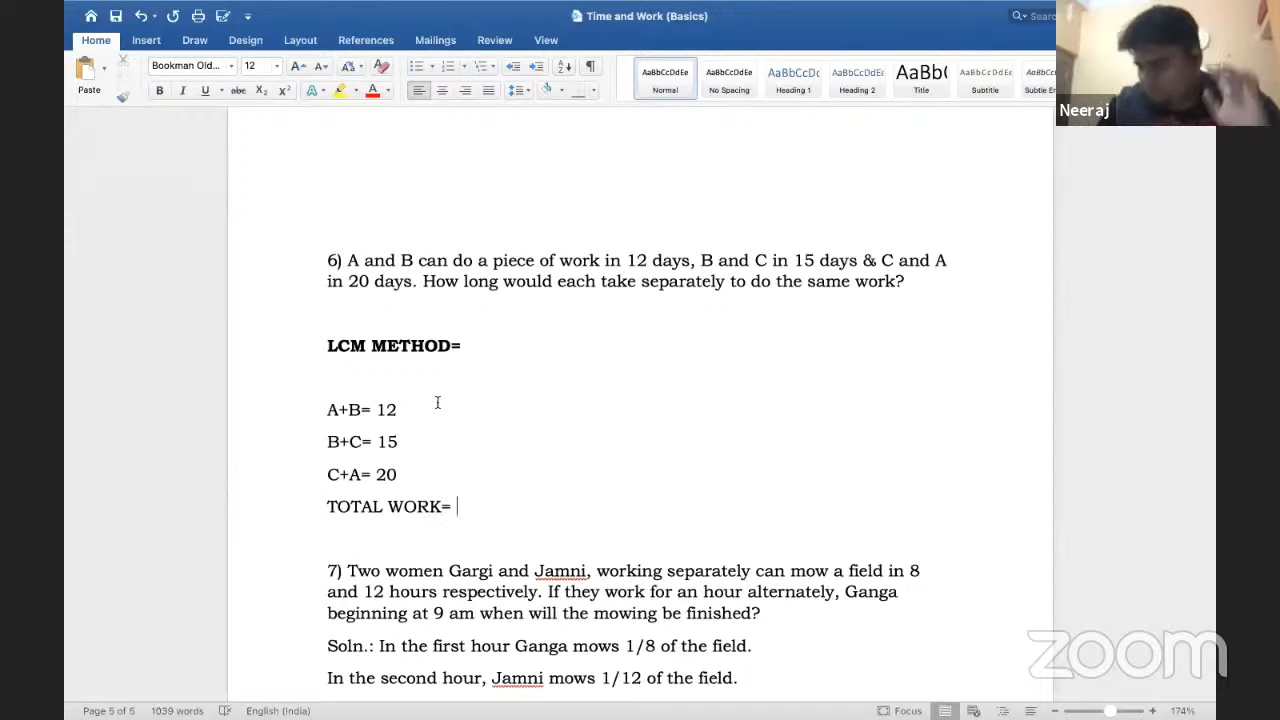 Time and Work (Basics)
Home Insert Draw Design Layout References Mailings Review View
Paste
Bookman Old... 12
AaBbCcDdEe AaBbCcDdEe AaBbCcDc AaBbCcDdEe AaBbC AaBbCcDdEe
Normal No Spacing Heading 1 Heading 2 Title Subtitle
Neeraj
6) A and B can do a piece of work in 12 days, B and C in 15 days & C and A
in 20 days. How long would each take separately to do the same work?
LCM METHOD=
A+B= 12
B+C= 15
C+A= 20
TOTAL WORK=
7) Two women Gargi and Jamni, working separately can mow a field in 8
and 12 hours respectively. If they work for an hour alternately, Ganga
beginning at 9 am when will the mowing be finished?
Soln.: In the first hour Ganga mows 1/8 of the field.
In the second hour, Jamni mows 1/12 of the field.
zoom
Page 5 of 5 1039 words English (India) Focus 174%